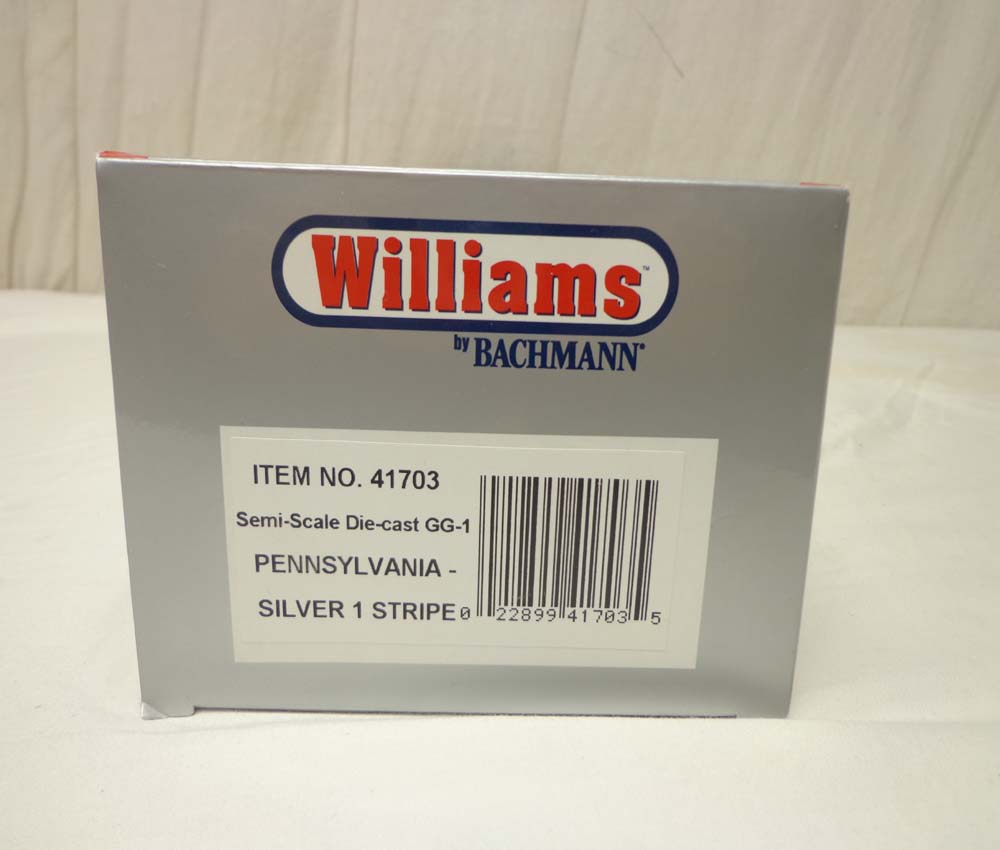 Williams™
by BACHMANN®
ITEM NO. 41703
Semi-Scale Die-cast GG-1
PENNSYLVANIA -
SILVER 1 STRIPE
0 22899 41703 5